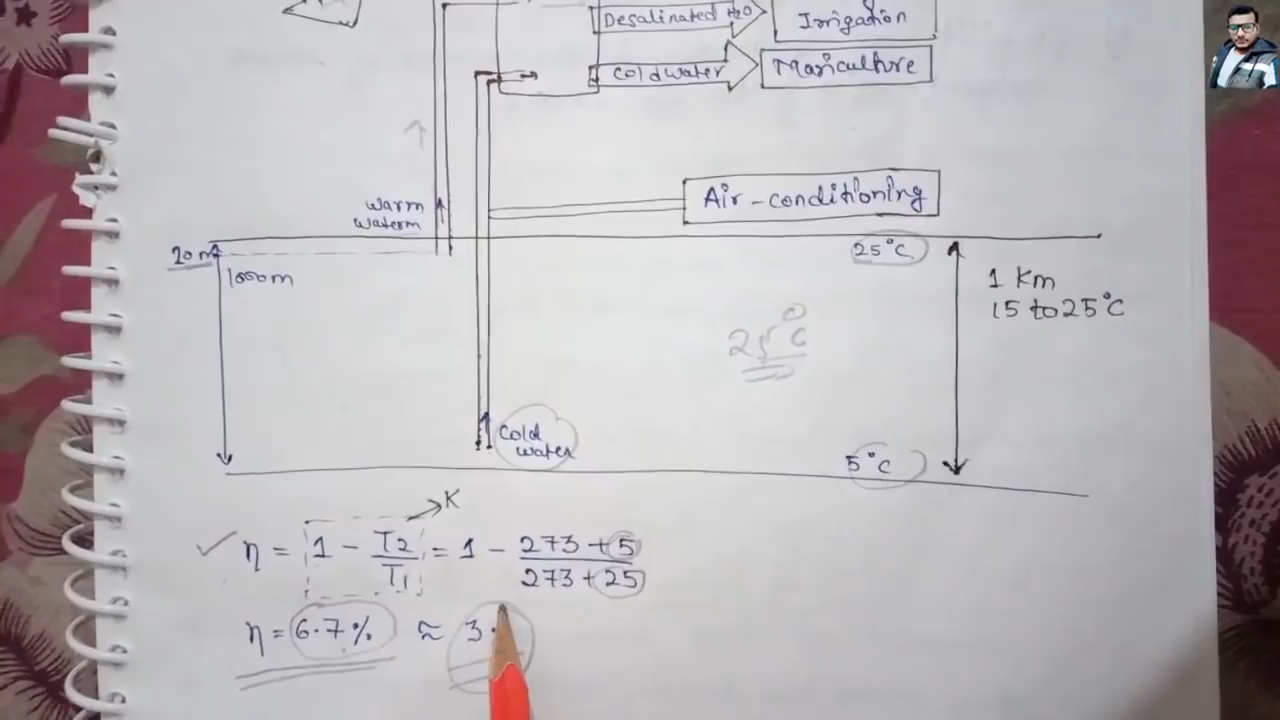 Desalinated H2O
Irrigation
Cold water
Mariculture
Air-conditioning
warm
waterm
20 m
1000m
25°C
1 Km
15 to 25°C
25°C
Cold
water
5°C
K
η = 1 - T2/T1 = 1 - 273+5/273+25
η = 6.7% ≈ 3.